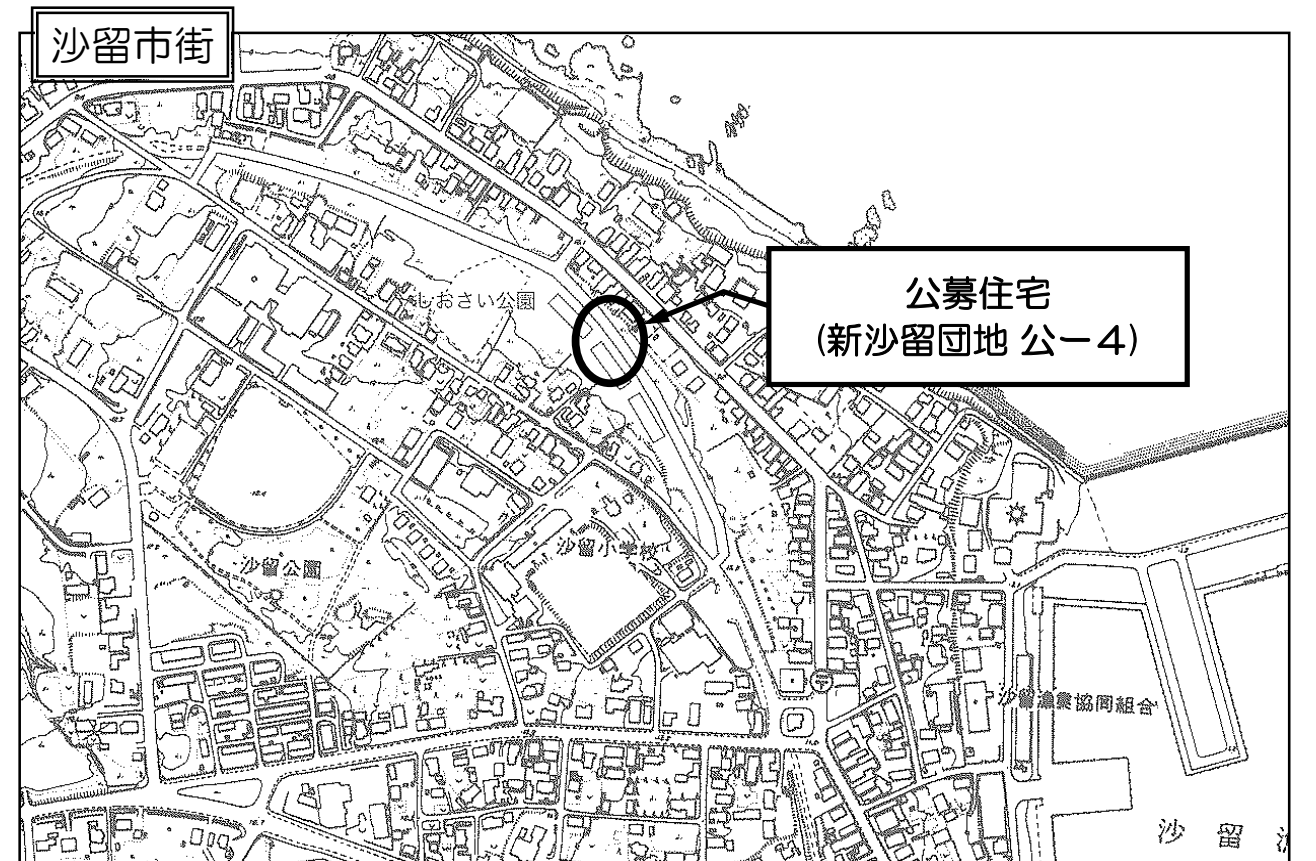 沙留市街
公募住宅
(新沙留団地 公ー4)
しおさい公園
沙留小学校
沙留公園
沙留漁業協同組合
沙 留